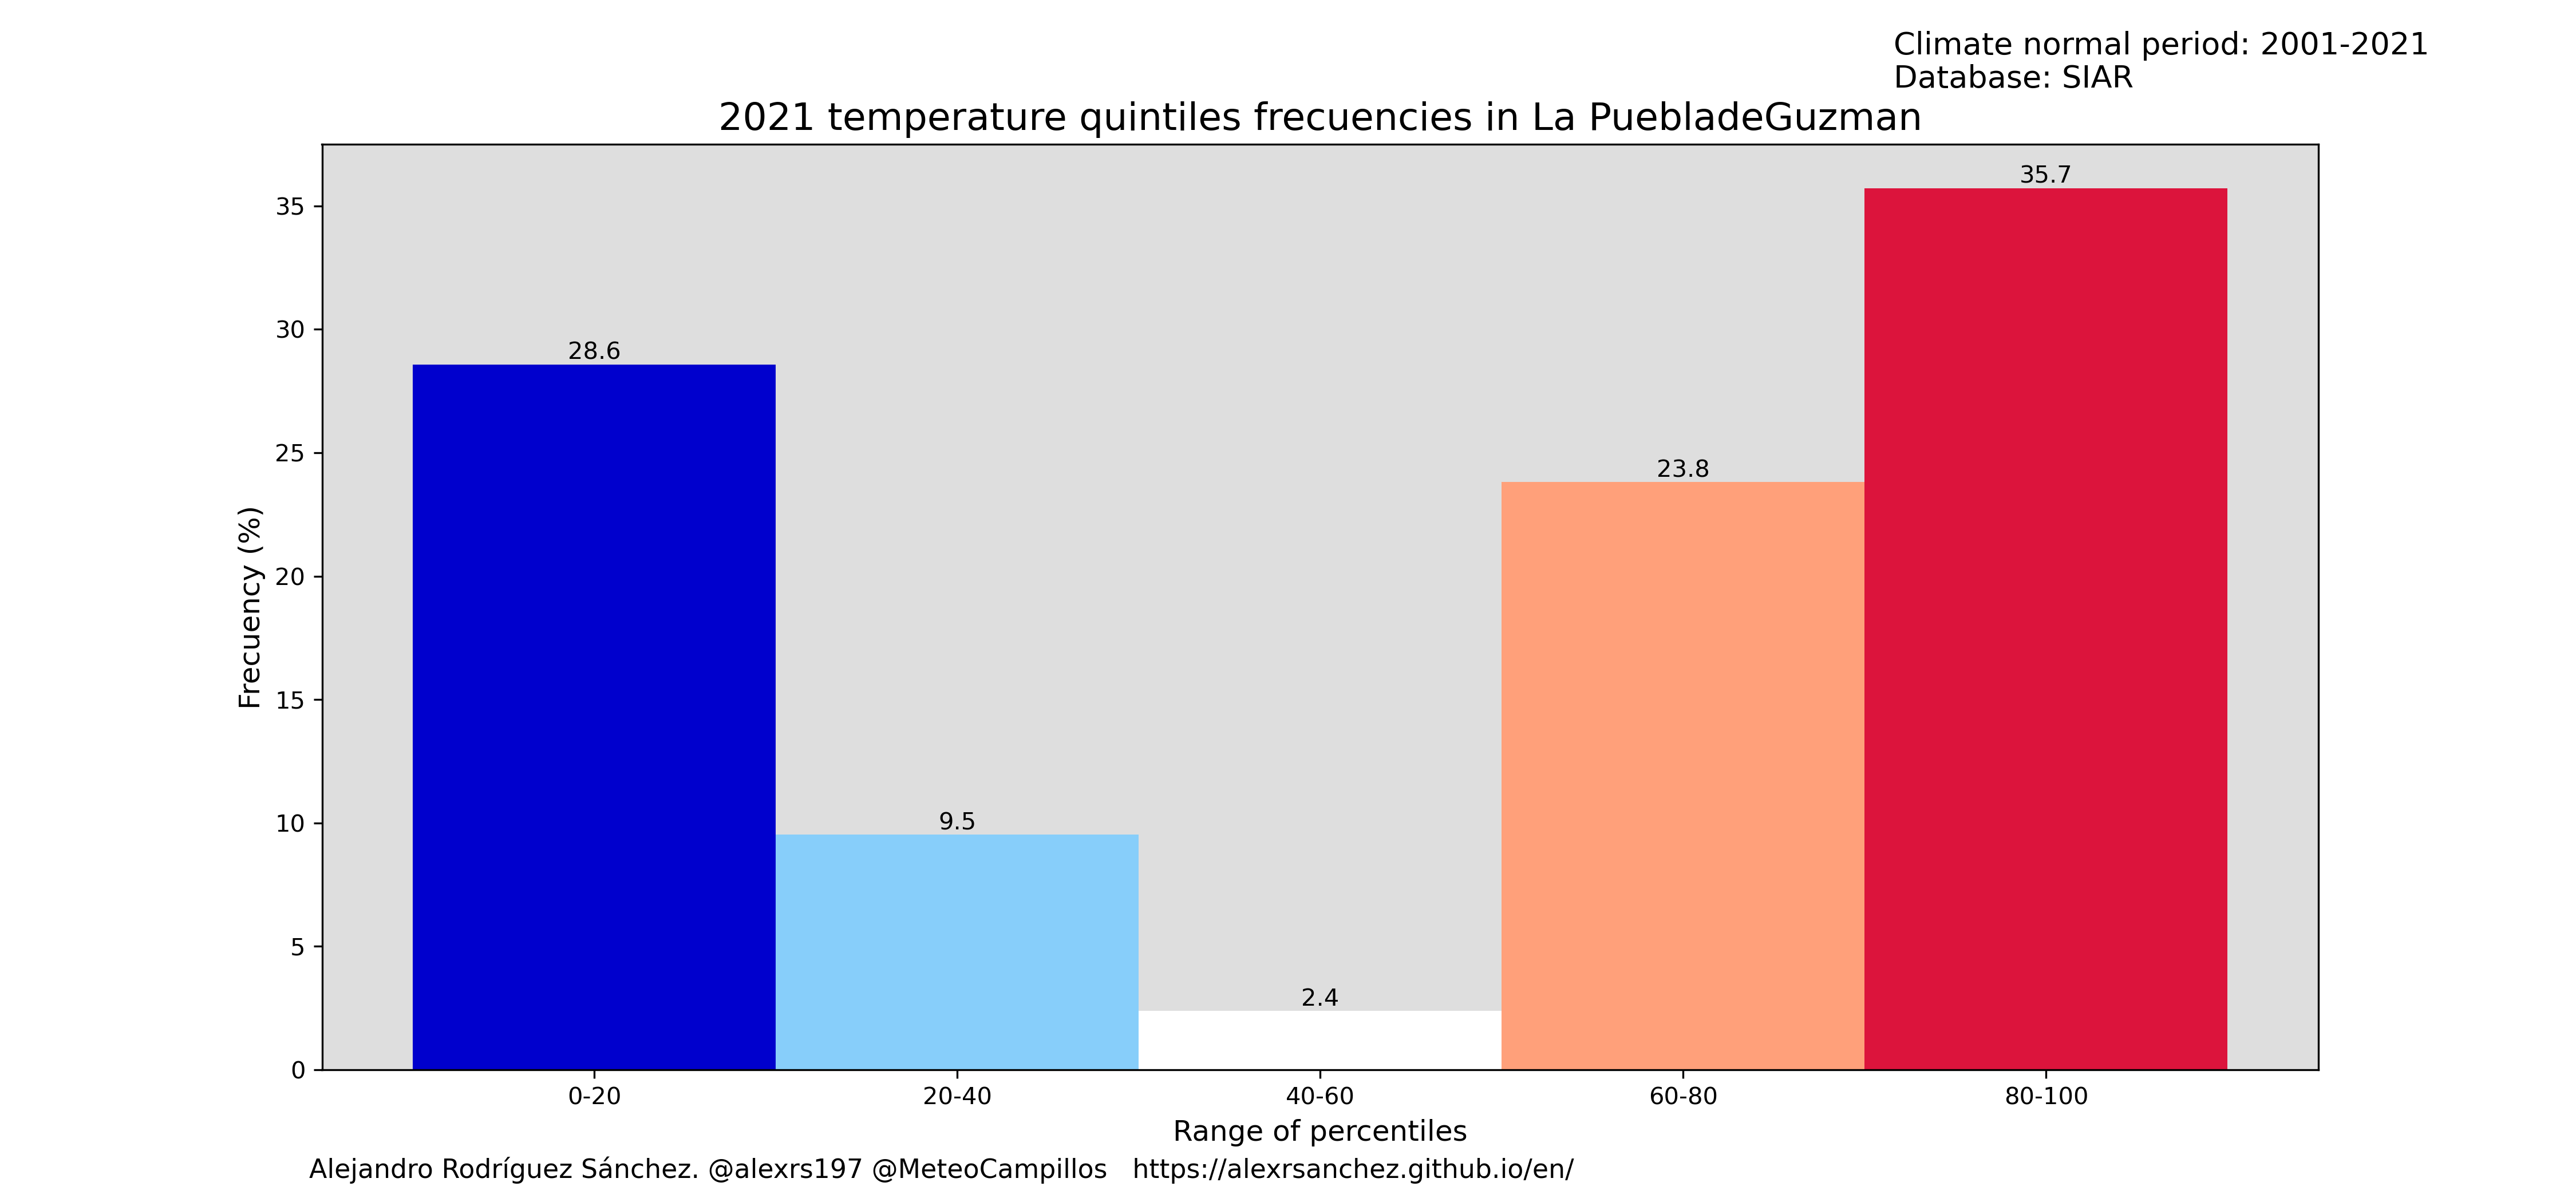 Climate normal period: 2001-2021
Database: SIAR
2021 temperature quintiles frecuencies in La PuebladeGuzman
35.7
35
30
28.6
25
23.8
20
15
10
9.5
5
2.4
0
Frecuency (%)
0-20 20-40 40-60 60-80 80-100
Range of percentiles
Alejandro Rodríguez Sánchez. @alexrs197 @MeteoCampillos https://alexrsanchez.github.io/en/